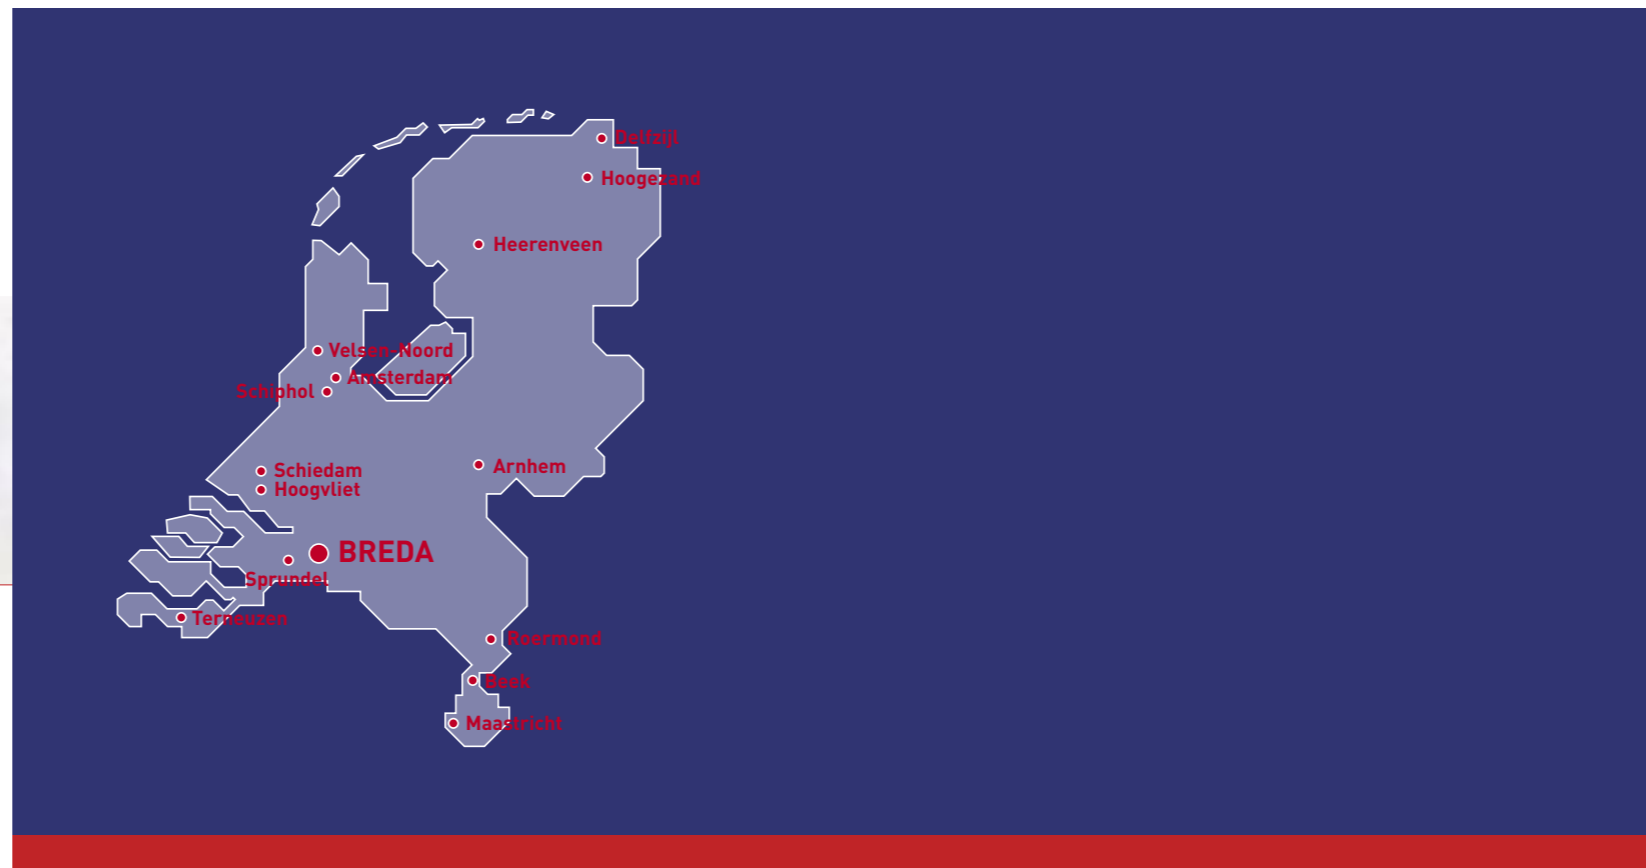 Delfzijl
Hoogezand
Heerenveen
Velsen-Noord
Amsterdam
Schiphol
Arnhem
Schiedam
Hoogvliet
BREDA
Sprundel
Terneuzen
Roermond
Beek
Maastricht